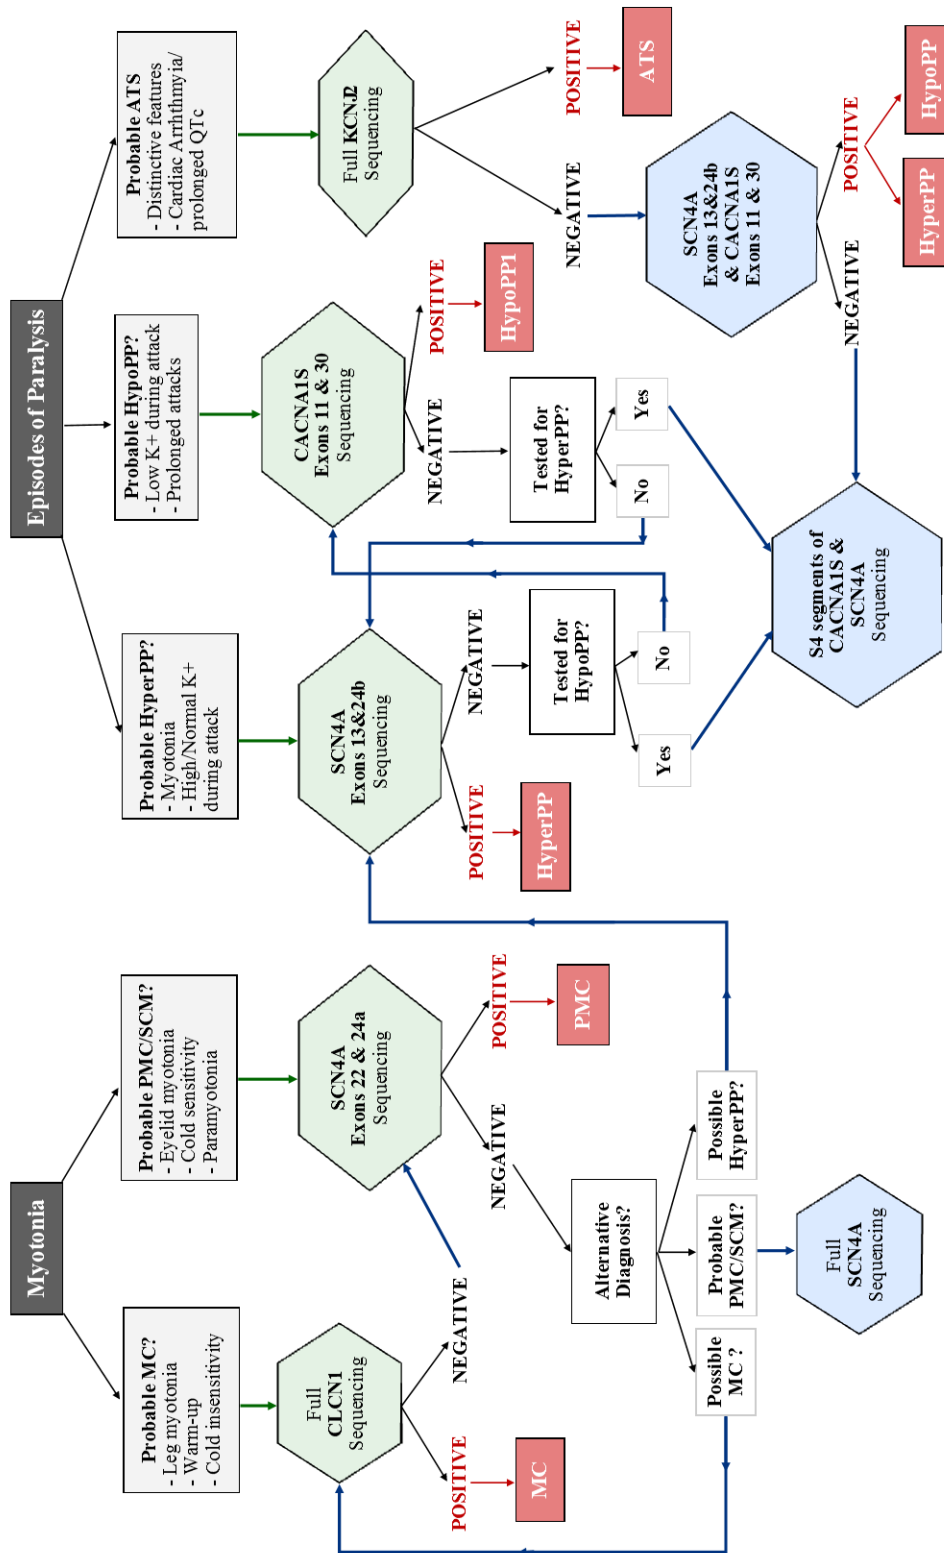 Myotonia
Episodes of Paralysis
Probable MC?
- Leg myotonia
- Warm-up
- Cold insensitivity
Probable PMC/SCM?
- Eyelid myotonia
- Cold sensitivity
- Paramyotonia
Probable HyperPP?
- Myotonia
- High/Normal K+
during attack
Probable HypoPP?
- Low K+ during attack
- Prolonged attacks
Probable ATS
- Distinctive features
- Cardiac Arrhthmyia/
prolonged QTc
Full
CLCN1
Sequencing
SCN4A
Exons 22 & 24a
Sequencing
SCN4A
Exons 13&24b
Sequencing
CACNA1S
Exons 11 & 30
Sequencing
Full KCNJ2
Sequencing
POSITIVE
NEGATIVE
MC
NEGATIVE
POSITIVE
PMC
POSITIVE
NEGATIVE
HyperPP
NEGATIVE
POSITIVE
HypoPP1
NEGATIVE
POSITIVE
ATS
Alternative
Diagnosis?
Tested for
HypoPP?
Tested for
HyperPP?
SCN4A
Exons 13&24b
& CACNA1S
Exons 11 & 30
Possible
MC ?
Probable
PMC/SCM?
Possible
HyperPP?
Yes
No
No
Yes
NEGATIVE
POSITIVE
HyperPP
HypoPP
Full
SCN4A
Sequencing
S4 segments of
CACNA1S &
SCN4A
Sequencing